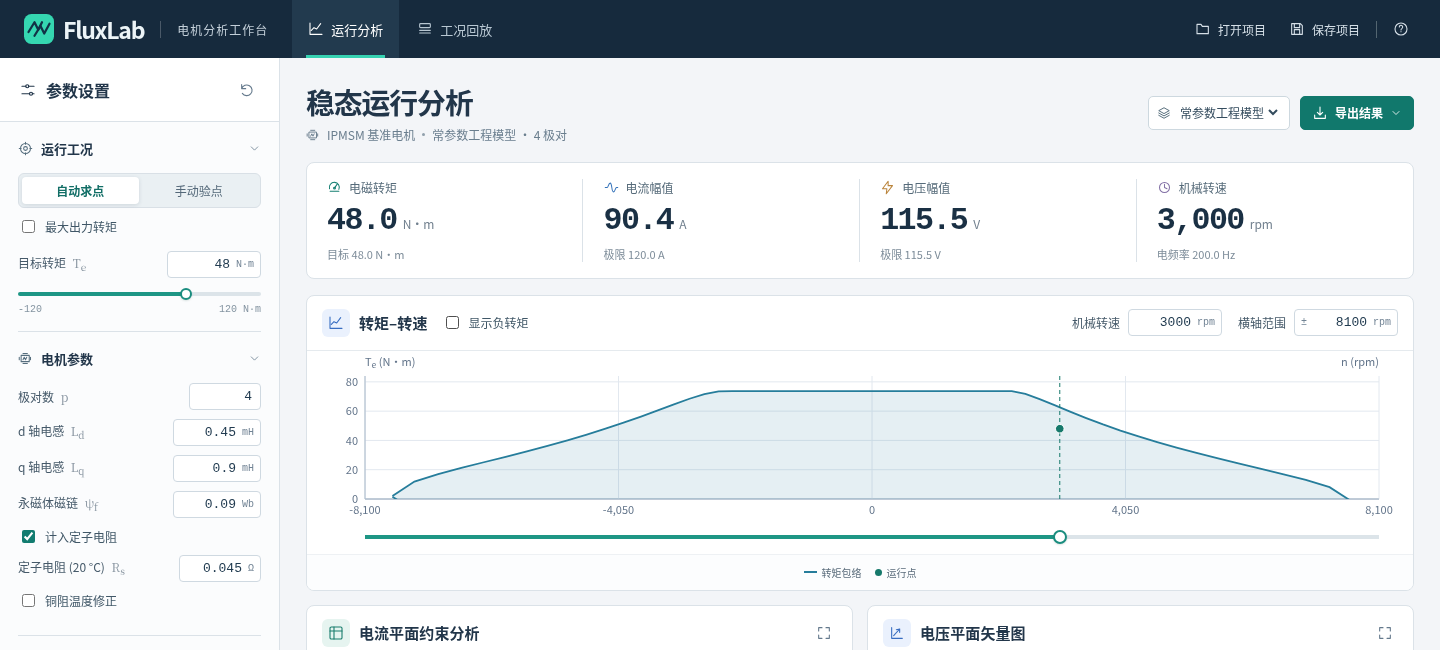 FluxLab
电机分析工作台
运行分析
工况回放
打开项目
保存项目
参数设置
运行工况
自动求点
手动验点
最大出力转矩
目标转矩 Te
48 N·m
-120
120 N·m
电机参数
极对数 p
4
d 轴电感 Ld
0.45 mH
q 轴电感 Lq
0.9 mH
永磁体磁链 ψf
0.09 Wb
计入定子电阻
定子电阻 (20 °C) Rs
0.045 Ω
铜阻温度修正
稳态运行分析
IPMSM 基准电机 • 常参数工程模型 • 4 极对
常参数工程模型
导出结果
电磁转矩
48.0 N·m
目标 48.0 N·m
电流幅值
90.4 A
极限 120.0 A
电压幅值
115.5 V
极限 115.5 V
机械转速
3,000 rpm
电频率 200.0 Hz
转矩–转速
显示负转矩
机械转速
3000 rpm
横轴范围
± 8100 rpm
Te (N·m)
n (rpm)
80
60
40
20
0
-8,100
-4,050
0
4,050
8,100
转矩包络
运行点
电流平面约束分析
电压平面矢量图